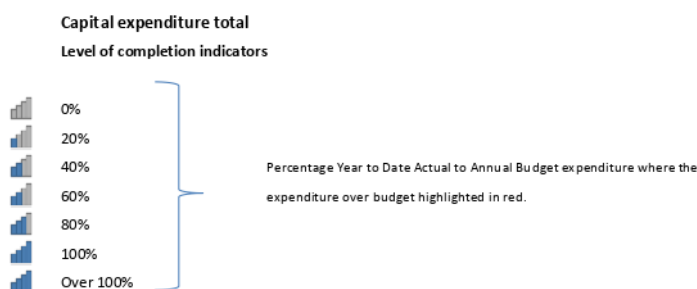 Capital expenditure total
Level of completion indicators
0%
20%
40%
60%
80%
100%
Over 100%
Percentage Year to Date Actual to Annual Budget expenditure where the
expenditure over budget highlighted in red.